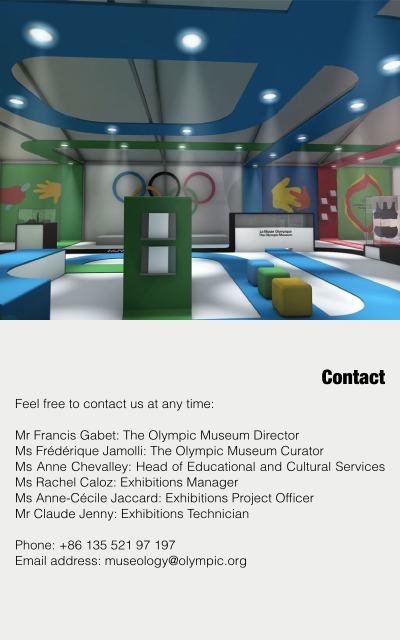 Le Musée Olympique
The Olympic Museum
Contact
Feel free to contact us at any time:
Mr Francis Gabet: The Olympic Museum Director
Ms Frédérique Jamolli: The Olympic Museum Curator
Ms Anne Chevalley: Head of Educational and Cultural Services
Ms Rachel Caloz: Exhibitions Manager
Ms Anne-Cécile Jaccard: Exhibitions Project Officer
Mr Claude Jenny: Exhibitions Technician
Phone: +86 135 521 97 197
Email address: museology@olympic.org